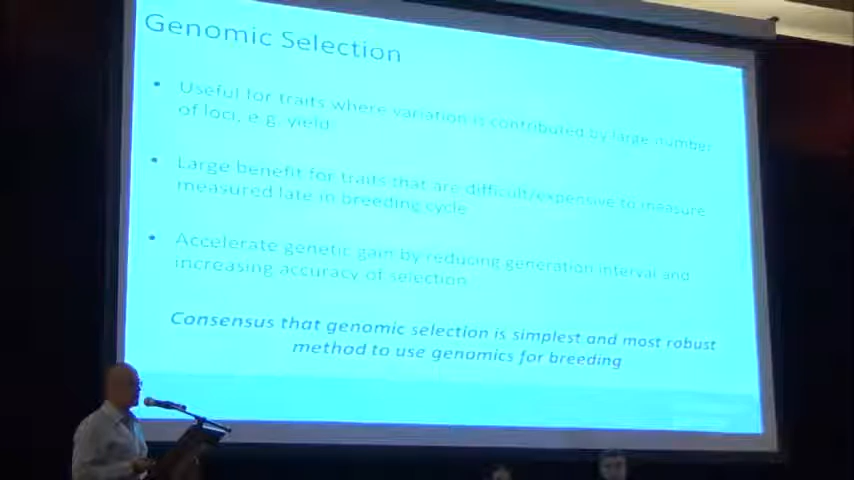 Genomic Selection
• Useful for traits where variation is contributed by large number
of loci, e.g. yield
• Large benefit for traits that are difficult/expensive to measure
measured late in breeding cycle
• Accelerate genetic gain by reducing generation interval and
increasing accuracy of selection
Consensus that genomic selection is simplest and most robust
method to use genomics for breeding